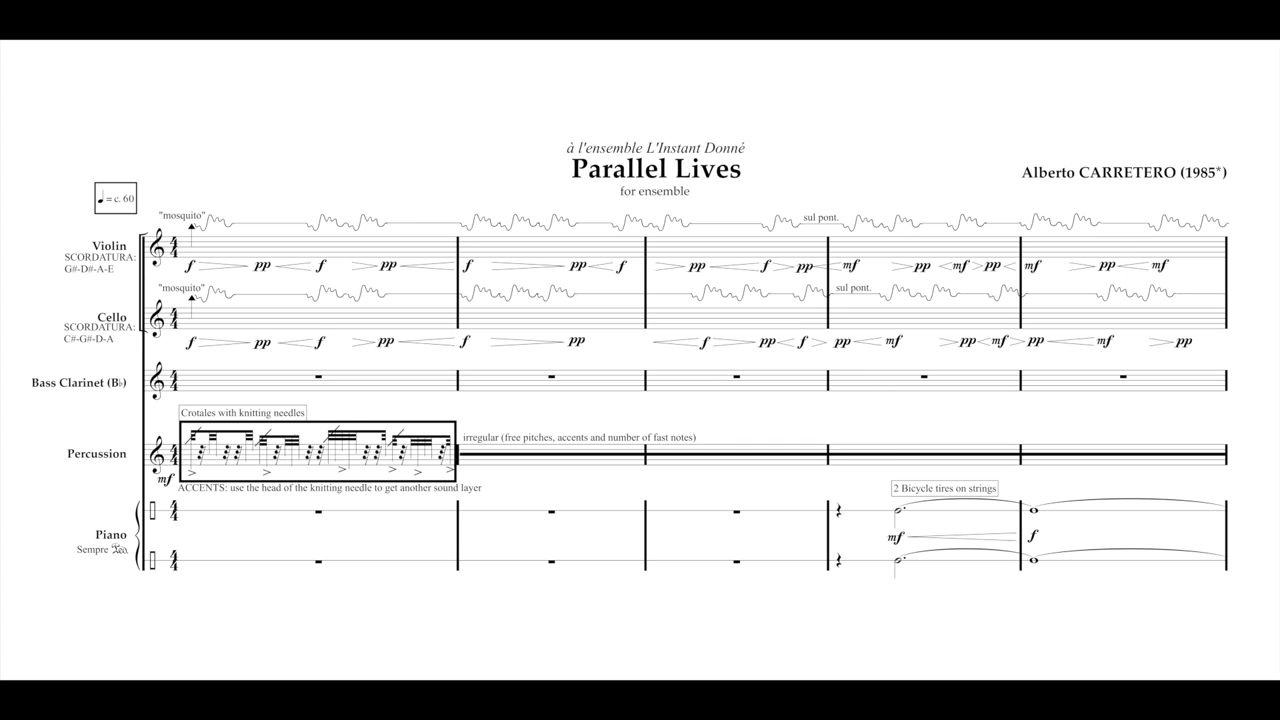 à l'ensemble L'Instant Donné
Parallel Lives
for ensemble
Alberto CARRETERO (1985*)
= c. 60
"mosquito"
sul pont.
Violin
SCORDATURA:
G#-D#-A-E
f pp f pp f pp f pp f pp mf pp mf pp mf pp mf
"mosquito"
sul pont.
Cello
SCORDATURA:
C#-G#-D-A
f pp f pp f pp f pp f pp mf pp mf pp mf pp
Bass Clarinet (B♭)
Crotales with knitting needles
irregular (free pitches, accents and number of fast notes)
Percussion
mf
ACCENTS: use the head of the knitting needle to get another sound layer
2 Bicycle tires on strings
Piano
mf f
Sempre Ped.